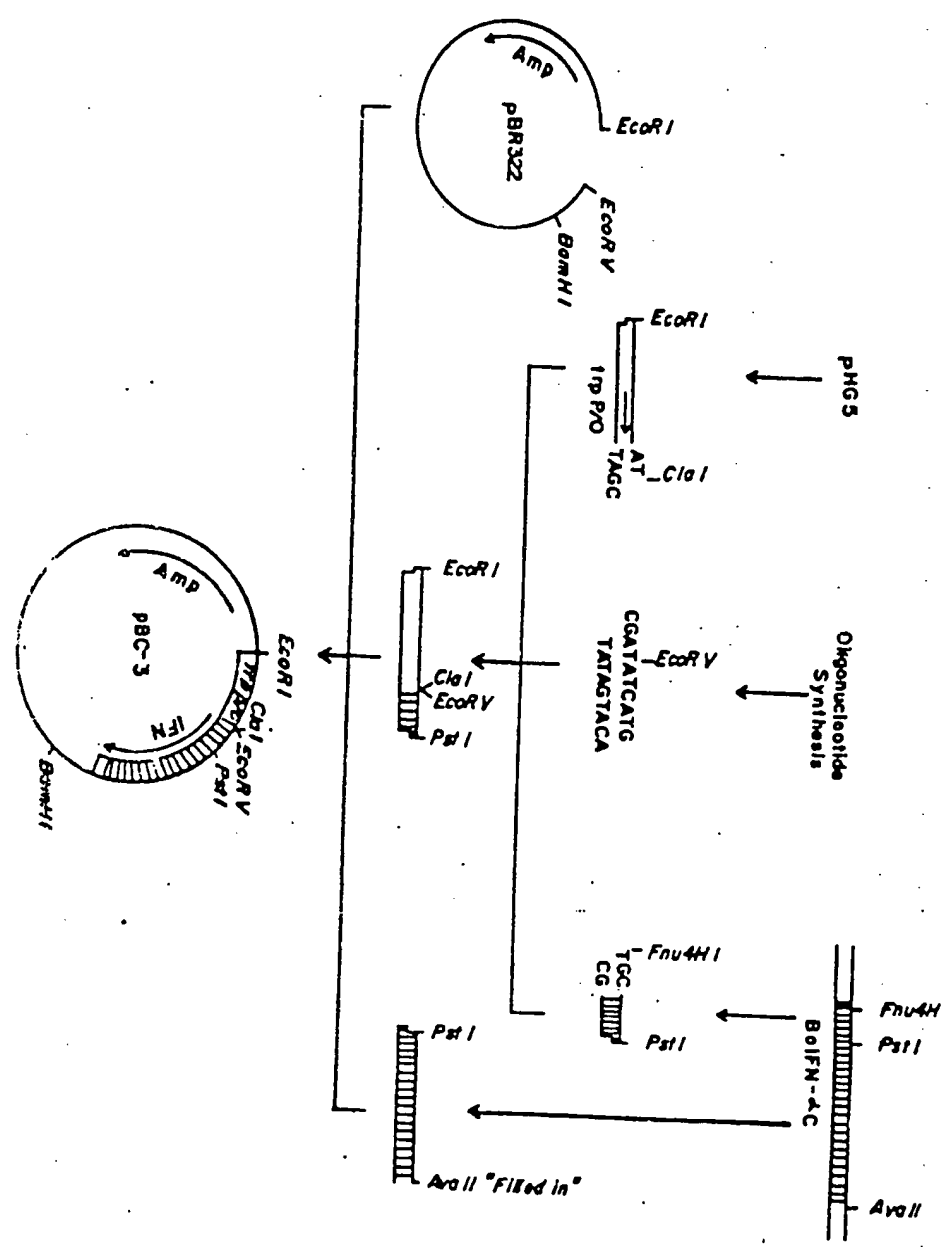 Fnu4H
PstI
AvaII
BoIFN-αC
pHG5
Oligonucleotide
Synthesis
EcoRI
ClaI
AT
TAGC
trp P/O
EcoRV
CGATATCATG
TATAGTACA
Fnu4HI
TGC
CG
PstI
EcoRI
EcoRV
BamHI
Amp
pBR322
EcoRI
ClaI
EcoRV
PstI
PstI
AvaII "Filled in"
EcoRI
trp P/O
ClaI
EcoRV
PstI
IFN
BamHI
Amp
pBC-3